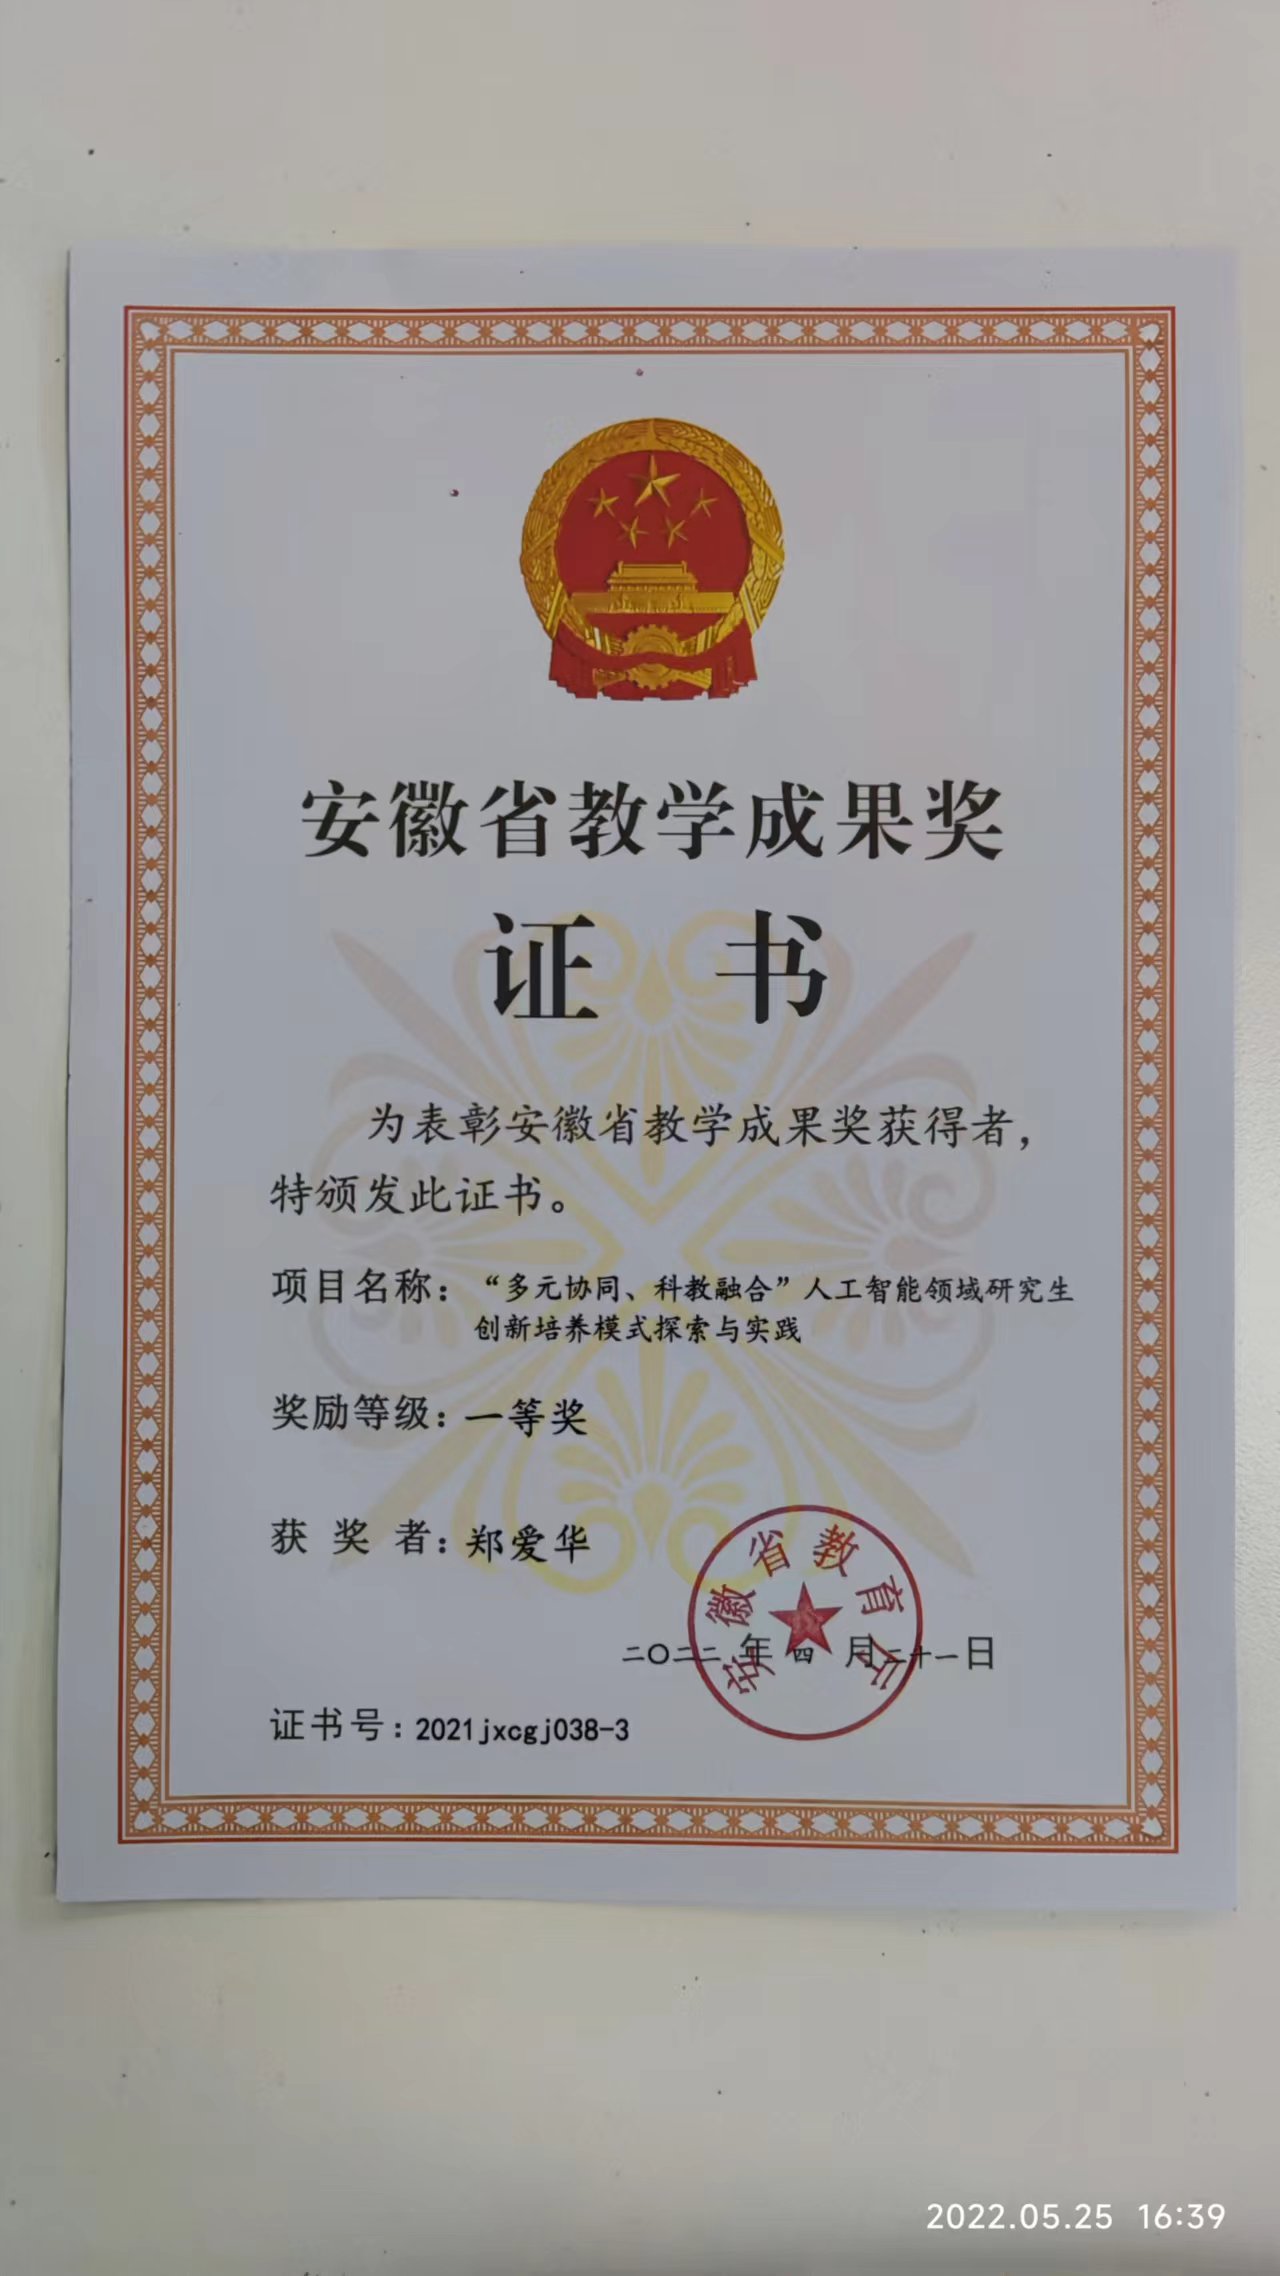 安徽省教学成果奖
证 书
为表彰安徽省教学成果奖获得者，
特颁发此证书。
项目名称：“多元协同、科教融合”人工智能领域研究生
创新培养模式探索与实践
奖励等级：一等奖
获 奖 者：郑爱华
安徽省教育厅
二〇二二年四月二十一日
证书号：2021jxcgj038-3
2022.05.25 16:39